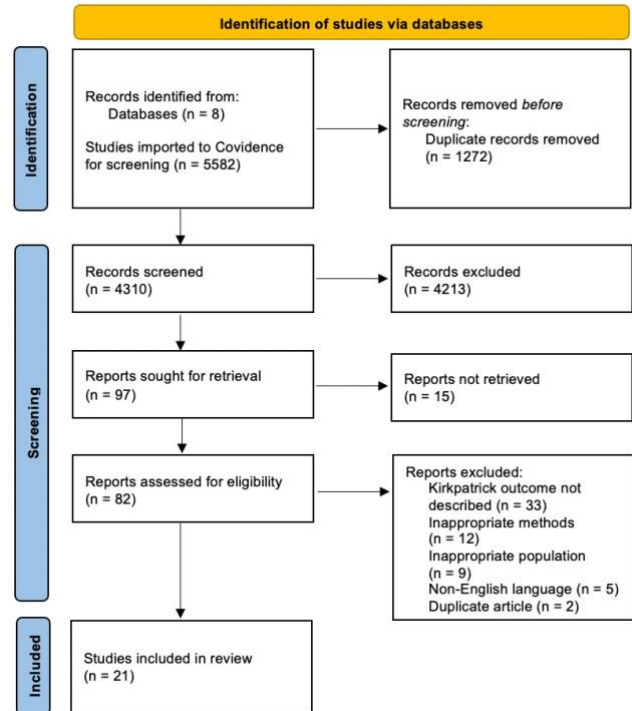 Identification of studies via databases
Identification
Records identified from:
Databases (n = 8)
Studies imported to Covidence
for screening (n = 5582)
Records removed before
screening:
Duplicate records removed
(n = 1272)
Screening
Records screened
(n = 4310)
Records excluded
(n = 4213)
Reports sought for retrieval
(n = 97)
Reports not retrieved
(n = 15)
Reports assessed for eligibility
(n = 82)
Reports excluded:
Kirkpatrick outcome not
described (n = 33)
Inappropriate methods
(n = 12)
Inappropriate population
(n = 9)
Non-English language (n = 5)
Duplicate article (n = 2)
Included
Studies included in review
(n = 21)